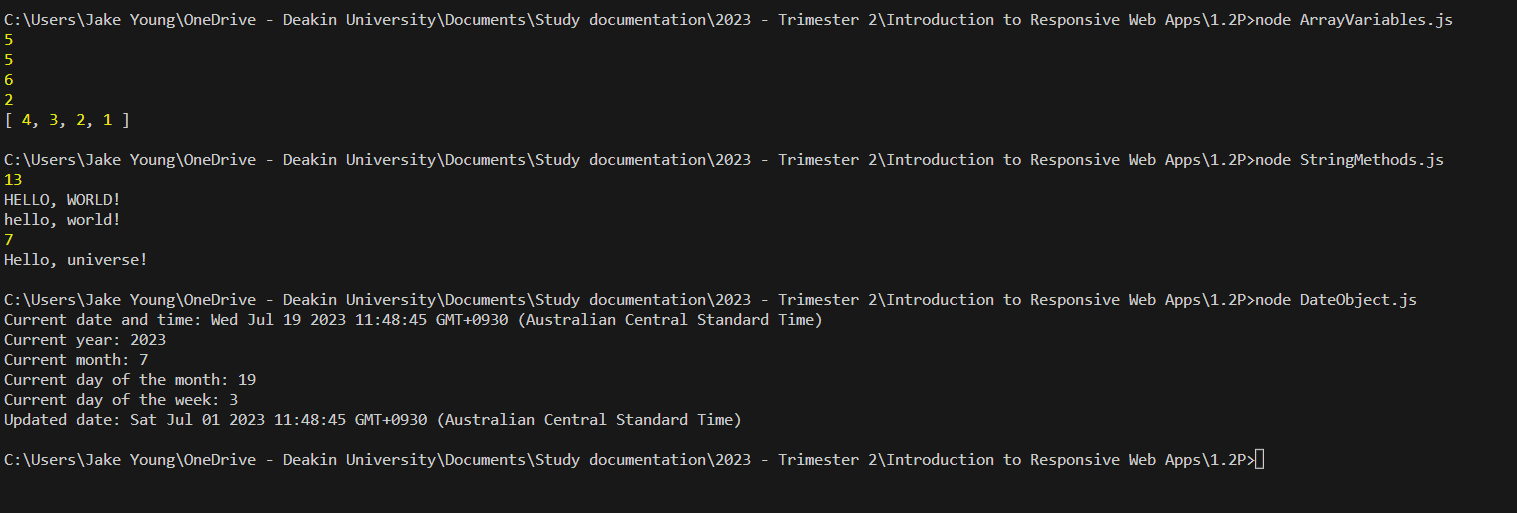 C:\Users\Jake Young\OneDrive - Deakin University\Documents\Study documentation\2023 - Trimester 2\Introduction to Responsive Web Apps\1.2P>node ArrayVariables.js
5
5
6
2
[ 4, 3, 2, 1 ]
C:\Users\Jake Young\OneDrive - Deakin University\Documents\Study documentation\2023 - Trimester 2\Introduction to Responsive Web Apps\1.2P>node StringMethods.js
13
HELLO, WORLD!
hello, world!
7
Hello, universe!
C:\Users\Jake Young\OneDrive - Deakin University\Documents\Study documentation\2023 - Trimester 2\Introduction to Responsive Web Apps\1.2P>node DateObject.js
Current date and time: Wed Jul 19 2023 11:48:45 GMT+0930 (Australian Central Standard Time)
Current year: 2023
Current month: 7
Current day of the month: 19
Current day of the week: 3
Updated date: Sat Jul 01 2023 11:48:45 GMT+0930 (Australian Central Standard Time)
C:\Users\Jake Young\OneDrive - Deakin University\Documents\Study documentation\2023 - Trimester 2\Introduction to Responsive Web Apps\1.2P>